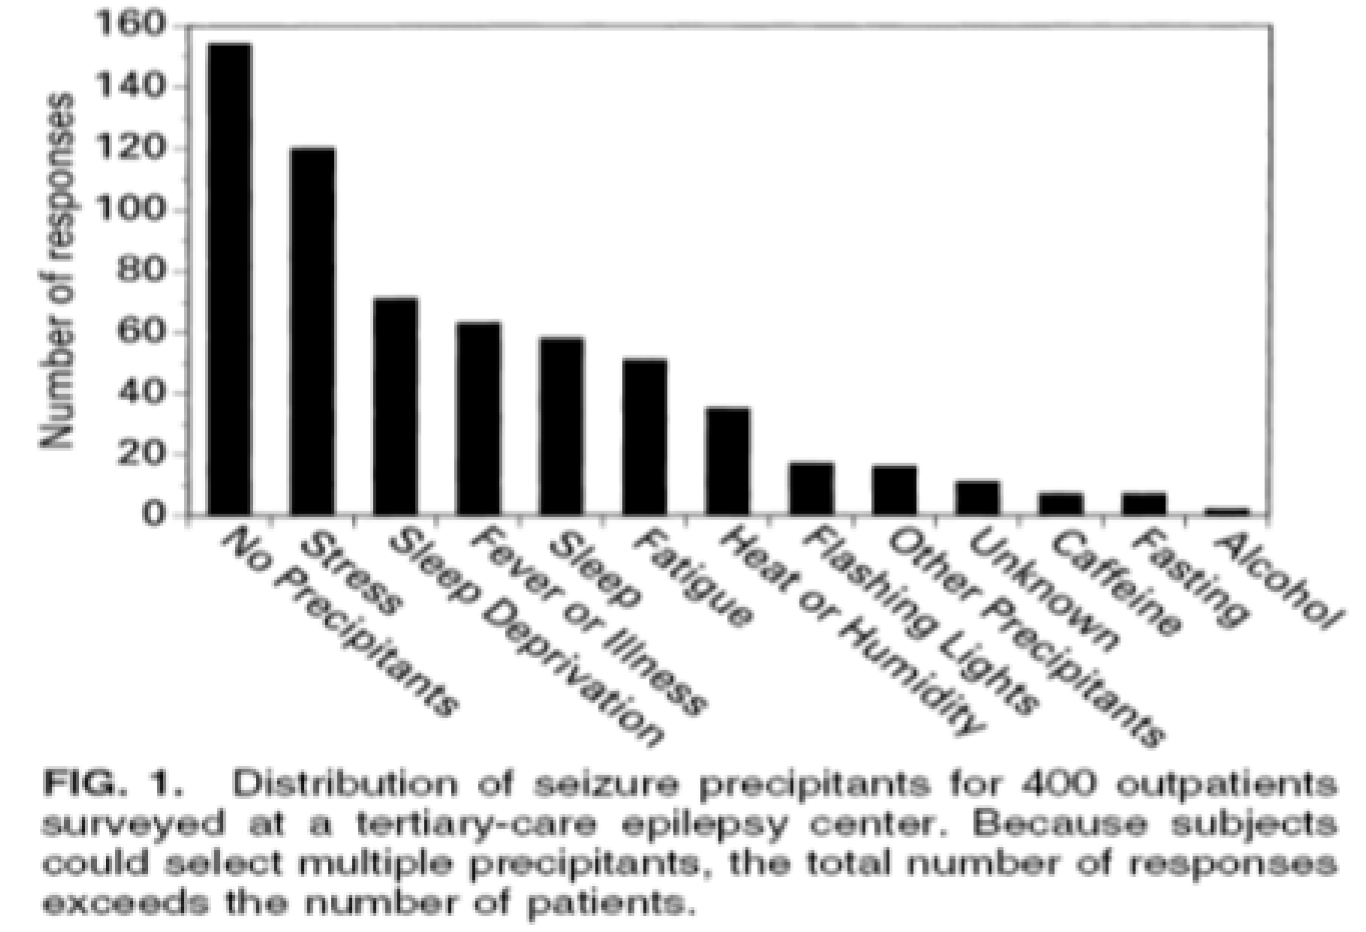 160
140
120
100
80
60
40
20
0
Number of responses
No Precipitants
Stress
Sleep Deprivation
Fever or Illness
Sleep
Fatigue
Heat or Humidity
Flashing Lights
Other Precipitants
Unknown
Caffeine
Fasting
Alcohol
FIG. 1. Distribution of seizure precipitants for 400 outpatients
surveyed at a tertiary-care epilepsy center. Because subjects
could select multiple precipitants, the total number of responses
exceeds the number of patients.